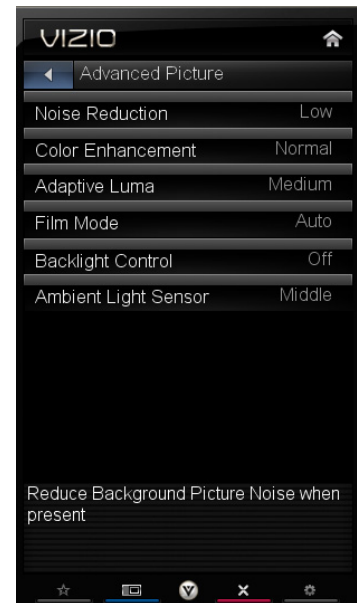 VIZIO
Advanced Picture
Noise Reduction Low
Color Enhancement Normal
Adaptive Luma Medium
Film Mode Auto
Backlight Control Off
Ambient Light Sensor Middle
Reduce Background Picture Noise when
present
V